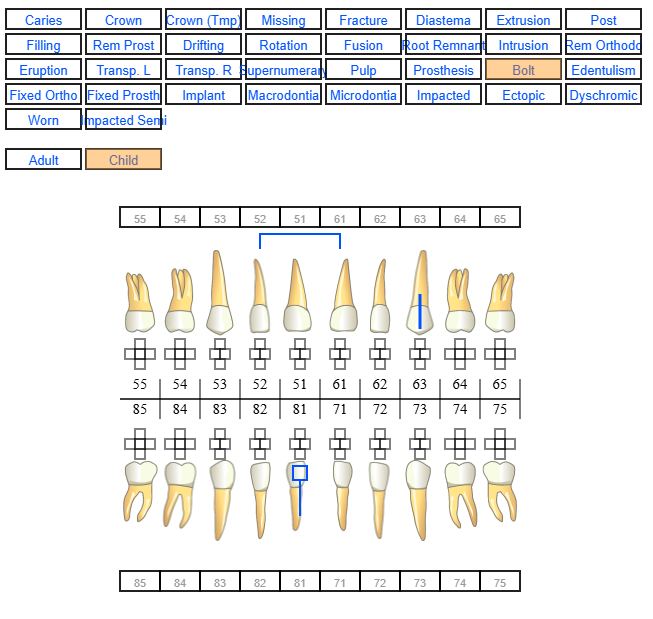 Caries Crown Crown (Tmp) Missing Fracture Diastema Extrusion Post
Filling Rem Prost Drifting Rotation Fusion Root Remnant Intrusion Rem Orthodo
Eruption Transp. L Transp. R Supernumerary Pulp Prosthesis Bolt Edentulism
Fixed Ortho Fixed Prosth Implant Macrodontia Microdontia Impacted Ectopic Dyschromic
Worn Impacted Semi
Adult Child
55 54 53 52 51 61 62 63 64 65
55 54 53 52 51 61 62 63 64 65
85 84 83 82 81 71 72 73 74 75
85 84 83 82 81 71 72 73 74 75